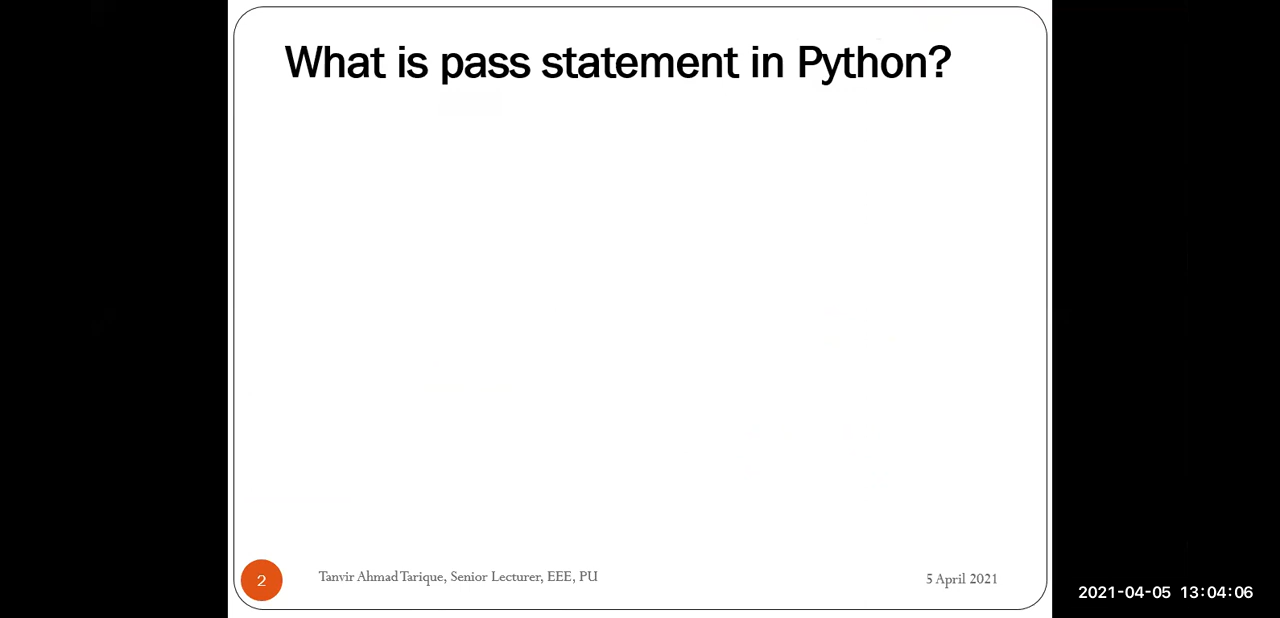 What is pass statement in Python?
2
Tanvir Ahmad Tarique, Senior Lecturer, EEE, PU
5 April 2021
2021-04-05 13:04:06